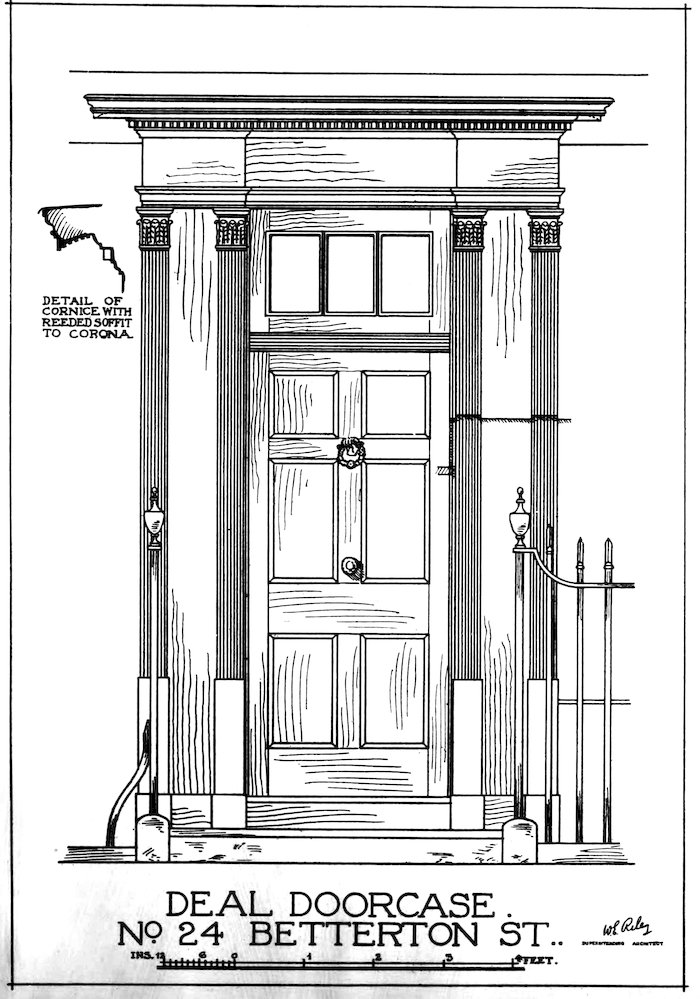 DETAIL OF
CORNICE WITH
REEDED SOFFIT
TO CORONA
DEAL DOORCASE.
No 24 BETTERTON ST..
INS. 12 6 0 1 2 3 4 FEET.
W E Riley
SUPERINTENDING ARCHITECT